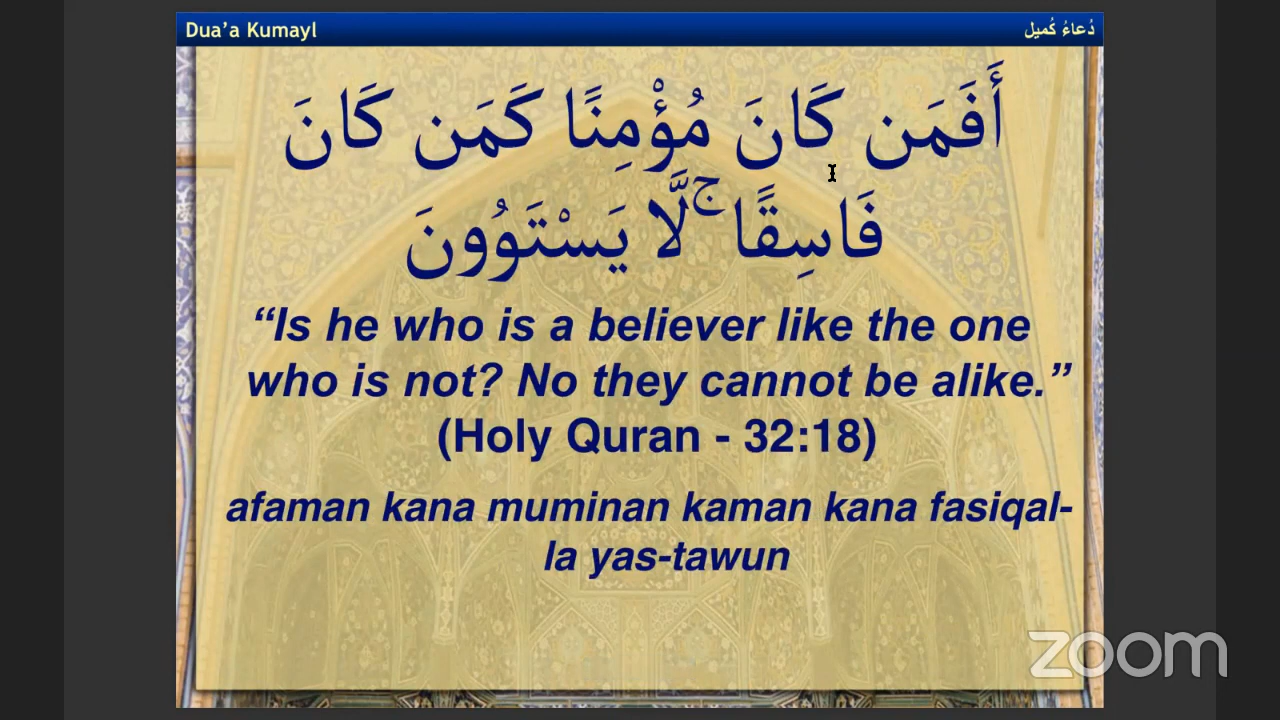 Dua’a Kumayl
دُعاءُ كُميل
أَفَمَن كَانَ مُؤْمِنًا كَمَن كَانَ
فَاسِقًا ۚ لَّا يَسْتَوُونَ
“Is he who is a believer like the one
who is not? No they cannot be alike.”
(Holy Quran - 32:18)
afaman kana muminan kaman kana fasiqal-
la yas-tawun
zoom